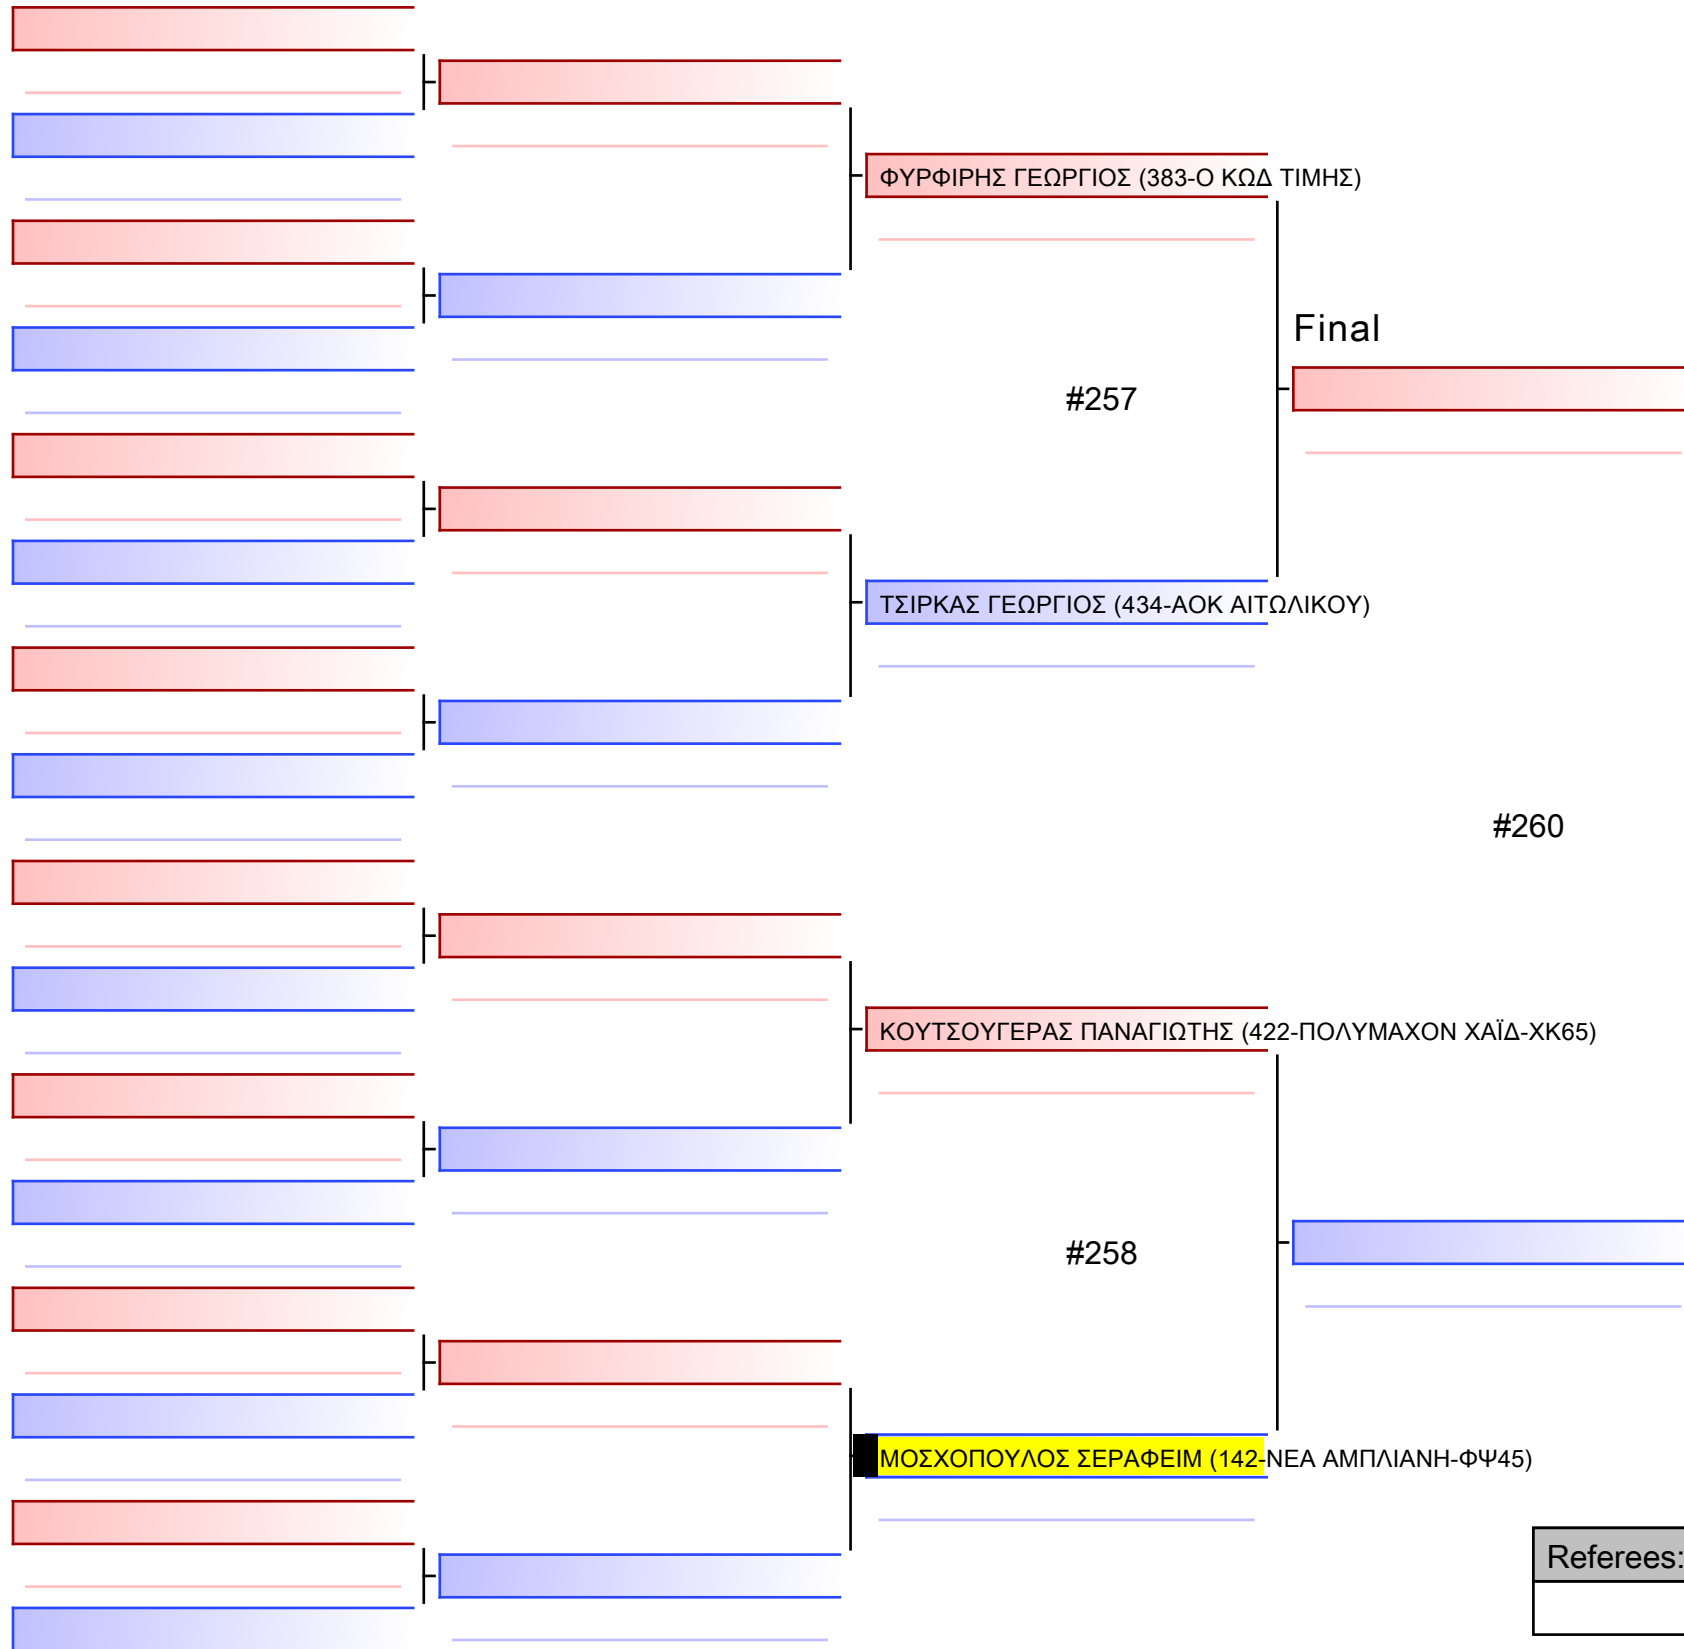 ΦΥΡΦΙΡΗΣ ΓΕΩΡΓΙΟΣ (383-Ο ΚΩΔ ΤΙΜΗΣ)
Final
#257
ΤΣΙΡΚΑΣ ΓΕΩΡΓΙΟΣ (434-ΑΟΚ ΑΙΤΩΛΙΚΟΥ)
#260
ΚΟΥΤΣΟΥΓΕΡΑΣ ΠΑΝΑΓΙΩΤΗΣ (422-ΠΟΛΥΜΑΧΟΝ ΧΑΪΔ-ΧΚ65)
#258
ΜΟΣΧΟΠΟΥΛΟΣ ΣΕΡΑΦΕΙΜ (142-ΝΕΑ ΑΜΠΛΙΑΝΗ-ΦΨ45)
Referees: